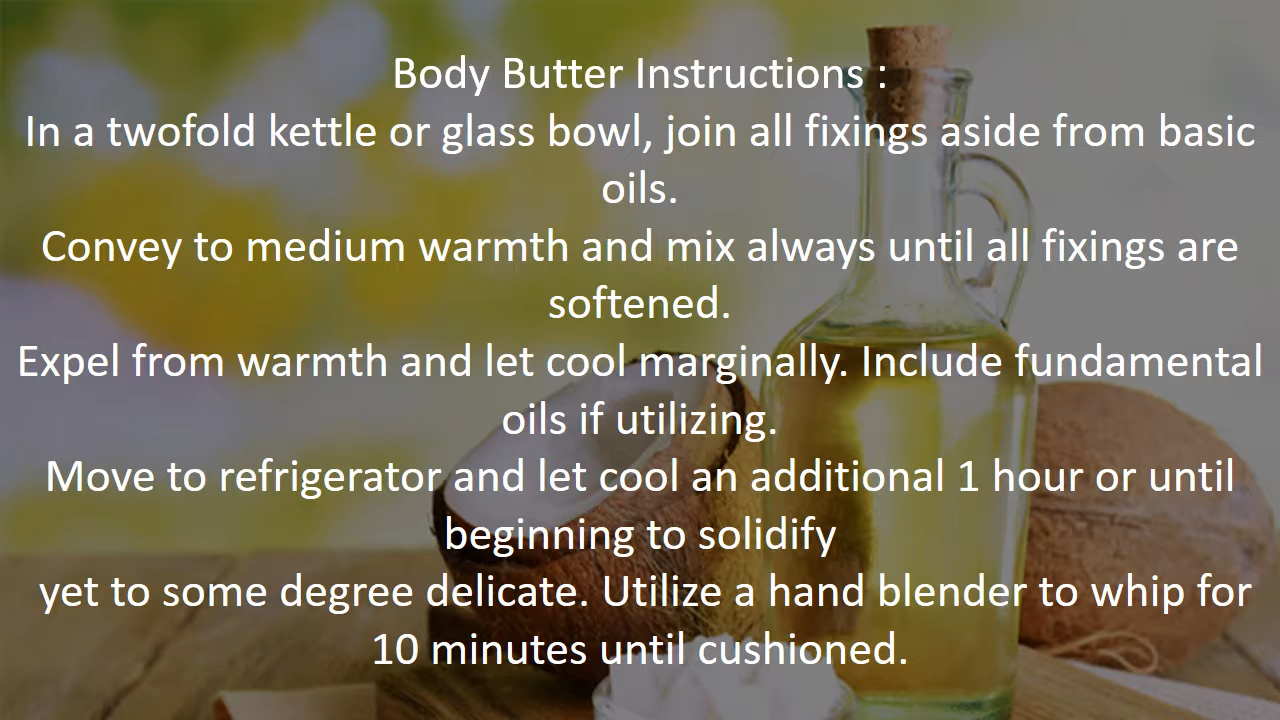 Body Butter Instructions :
In a twofold kettle or glass bowl, join all fixings aside from basic
oils.
Convey to medium warmth and mix always until all fixings are
softened.
Expel from warmth and let cool marginally. Include fundamental
oils if utilizing.
Move to refrigerator and let cool an additional 1 hour or until
beginning to solidify
yet to some degree delicate. Utilize a hand blender to whip for
10 minutes until cushioned.